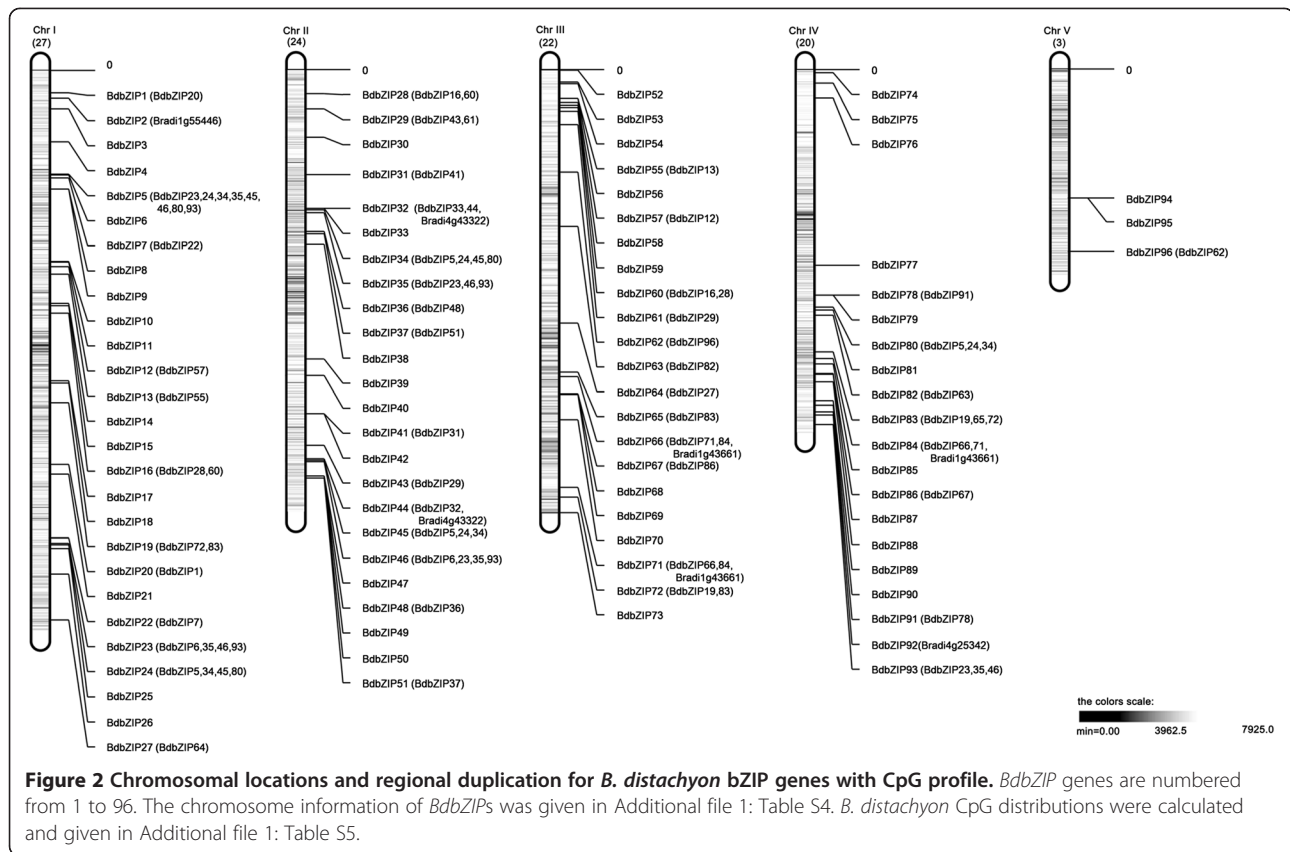 Chr I
(27)
0
BdbZIP1 (BdbZIP20)
BdbZIP2 (Bradi1g55446)
BdbZIP3
BdbZIP4
BdbZIP5 (BdbZIP23,24,34,35,45,
46,80,93)
BdbZIP6
BdbZIP7 (BdbZIP22)
BdbZIP8
BdbZIP9
BdbZIP10
BdbZIP11
BdbZIP12 (BdbZIP57)
BdbZIP13 (BdbZIP55)
BdbZIP14
BdbZIP15
BdbZIP16 (BdbZIP28,60)
BdbZIP17
BdbZIP18
BdbZIP19 (BdbZIP72,83)
BdbZIP20 (BdbZIP1)
BdbZIP21
BdbZIP22 (BdbZIP7)
BdbZIP23 (BdbZIP6,35,46,93)
BdbZIP24 (BdbZIP5,34,45,80)
BdbZIP25
BdbZIP26
BdbZIP27 (BdbZIP64)
Chr II
(24)
0
BdbZIP28 (BdbZIP16,60)
BdbZIP29 (BdbZIP43,61)
BdbZIP30
BdbZIP31 (BdbZIP41)
BdbZIP32 (BdbZIP33,44,
Bradi4g43322)
BdbZIP33
BdbZIP34 (BdbZIP5,24,45,80)
BdbZIP35 (BdbZIP23,46,93)
BdbZIP36 (BdbZIP48)
BdbZIP37 (BdbZIP51)
BdbZIP38
BdbZIP39
BdbZIP40
BdbZIP41 (BdbZIP31)
BdbZIP42
BdbZIP43 (BdbZIP29)
BdbZIP44 (BdbZIP32,
Bradi4g43322)
BdbZIP45 (BdbZIP5,24,34)
BdbZIP46 (BdbZIP6,23,35,93)
BdbZIP47
BdbZIP48 (BdbZIP36)
BdbZIP49
BdbZIP50
BdbZIP51 (BdbZIP37)
Chr III
(22)
0
BdbZIP52
BdbZIP53
BdbZIP54
BdbZIP55 (BdbZIP13)
BdbZIP56
BdbZIP57 (BdbZIP12)
BdbZIP58
BdbZIP59
BdbZIP60 (BdbZIP16,28)
BdbZIP61 (BdbZIP29)
BdbZIP62 (BdbZIP96)
BdbZIP63 (BdbZIP82)
BdbZIP64 (BdbZIP27)
BdbZIP65 (BdbZIP83)
BdbZIP66 (BdbZIP71,84,
Bradi1g43661)
BdbZIP67 (BdbZIP86)
BdbZIP68
BdbZIP69
BdbZIP70
BdbZIP71 (BdbZIP66,84,
Bradi1g43661)
BdbZIP72 (BdbZIP19,83)
BdbZIP73
Chr IV
(20)
0
BdbZIP74
BdbZIP75
BdbZIP76
BdbZIP77
BdbZIP78 (BdbZIP91)
BdbZIP79
BdbZIP80 (BdbZIP5,24,34)
BdbZIP81
BdbZIP82 (BdbZIP63)
BdbZIP83 (BdbZIP19,65,72)
BdbZIP84 (BdbZIP66,71,
Bradi1g43661)
BdbZIP85
BdbZIP86 (BdbZIP67)
BdbZIP87
BdbZIP88
BdbZIP89
BdbZIP90
BdbZIP91 (BdbZIP78)
BdbZIP92(Bradi4g25342)
BdbZIP93 (BdbZIP23,35,46)
Chr V
(3)
0
BdbZIP94
BdbZIP95
BdbZIP96 (BdbZIP62)
the colors scale:
min=0.00 3962.5 7925.0
Figure 2 Chromosomal locations and regional duplication for B. distachyon bZIP genes with CpG profile. BdbZIP genes are numbered
from 1 to 96. The chromosome information of BdbZIPs was given in Additional file 1: Table S4. B. distachyon CpG distributions were calculated
and given in Additional file 1: Table S5.